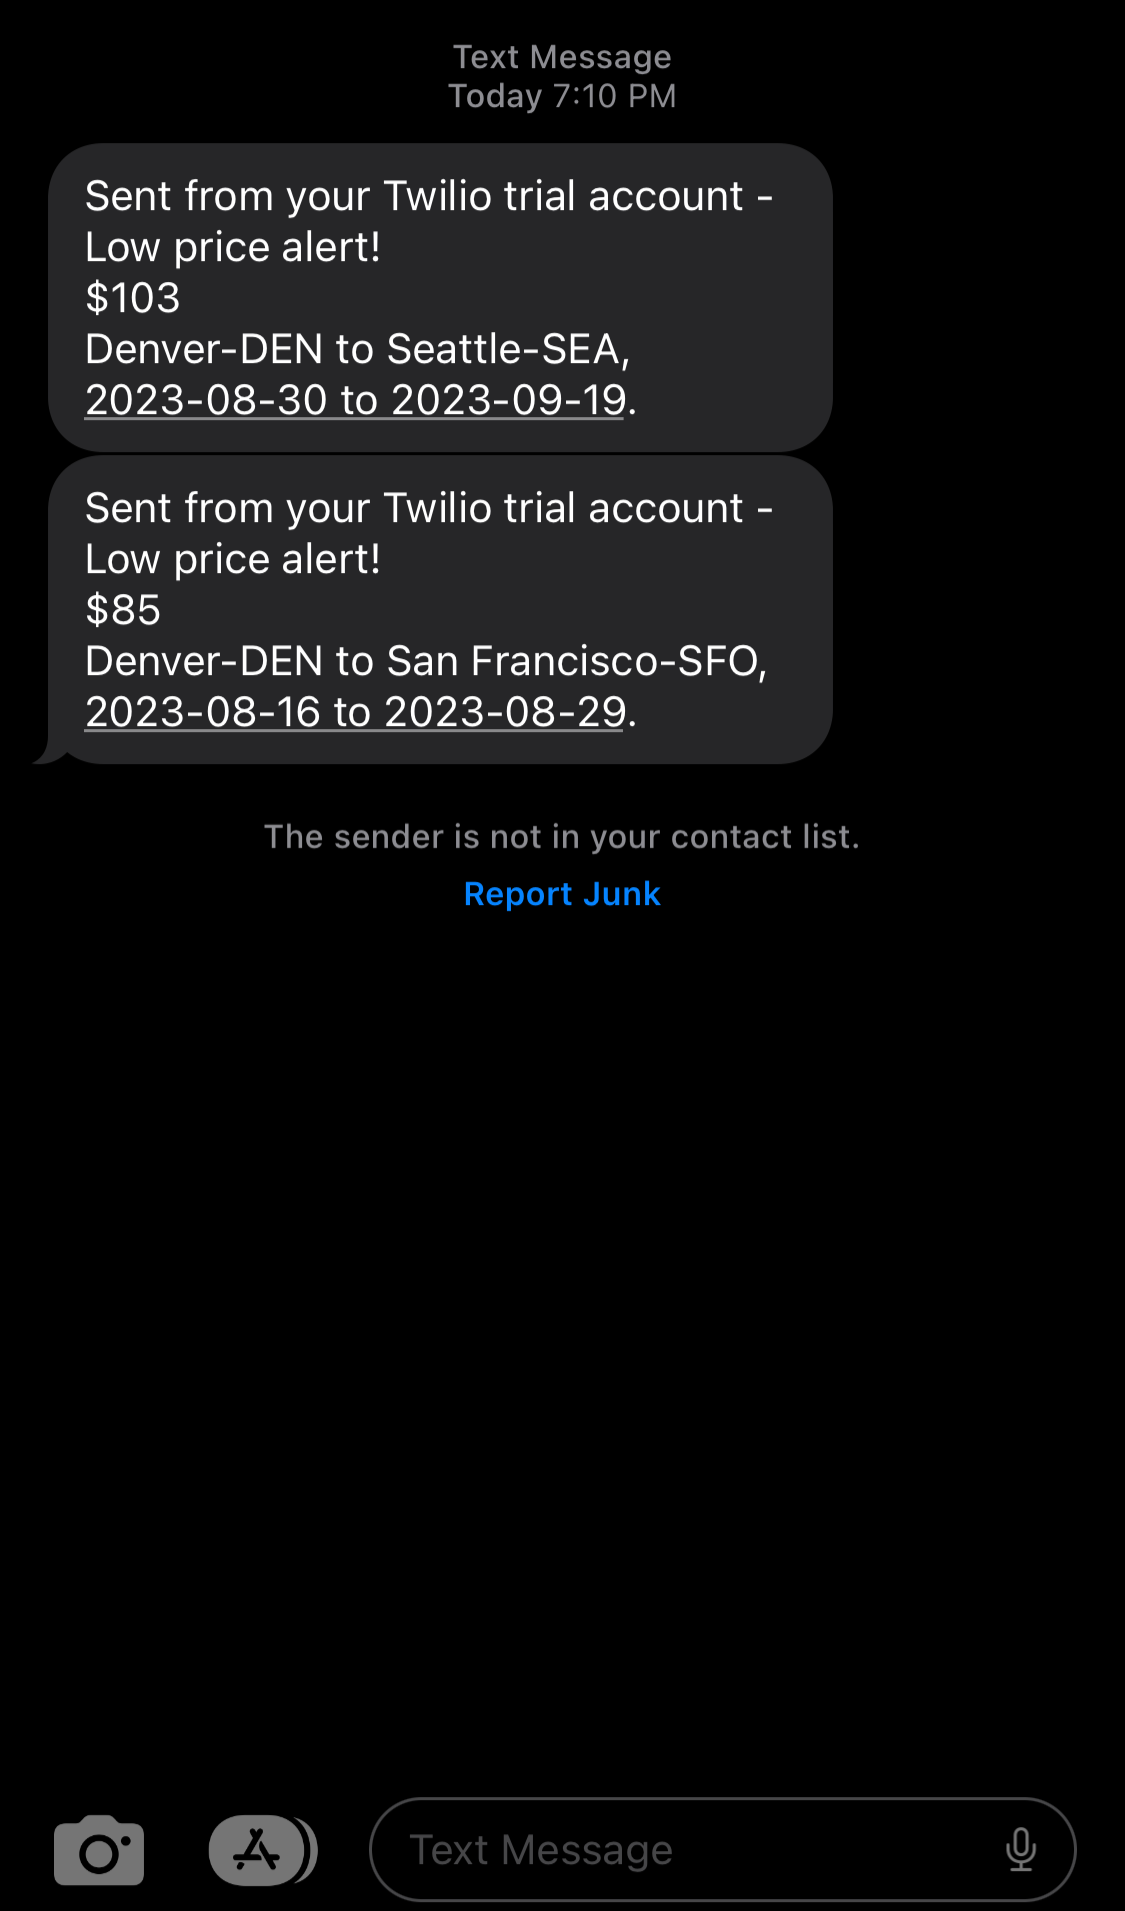 Text Message
Today 7:10 PM
Sent from your Twilio trial account -
Low price alert!
$103
Denver-DEN to Seattle-SEA,
2023-08-30 to 2023-09-19.
Sent from your Twilio trial account -
Low price alert!
$85
Denver-DEN to San Francisco-SFO,
2023-08-16 to 2023-08-29.
The sender is not in your contact list.
Report Junk
Text Message